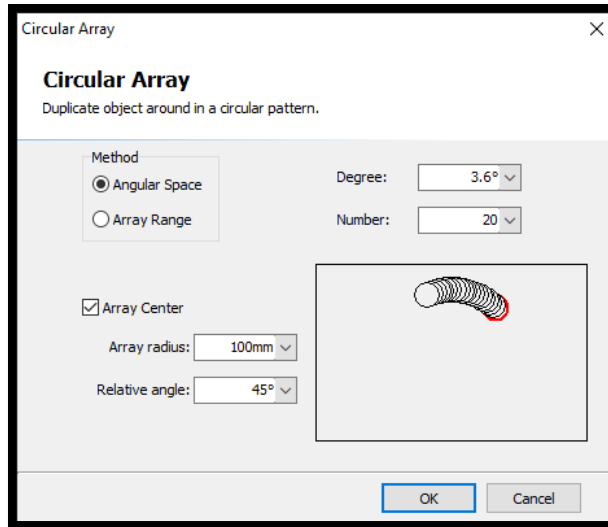 Circular Array
Circular Array
Duplicate object around in a circular pattern.
Method
Angular Space
Array Range
Degree: 3.6°
Number: 20
Array Center
Array radius: 100mm
Relative angle: 45°
OK Cancel